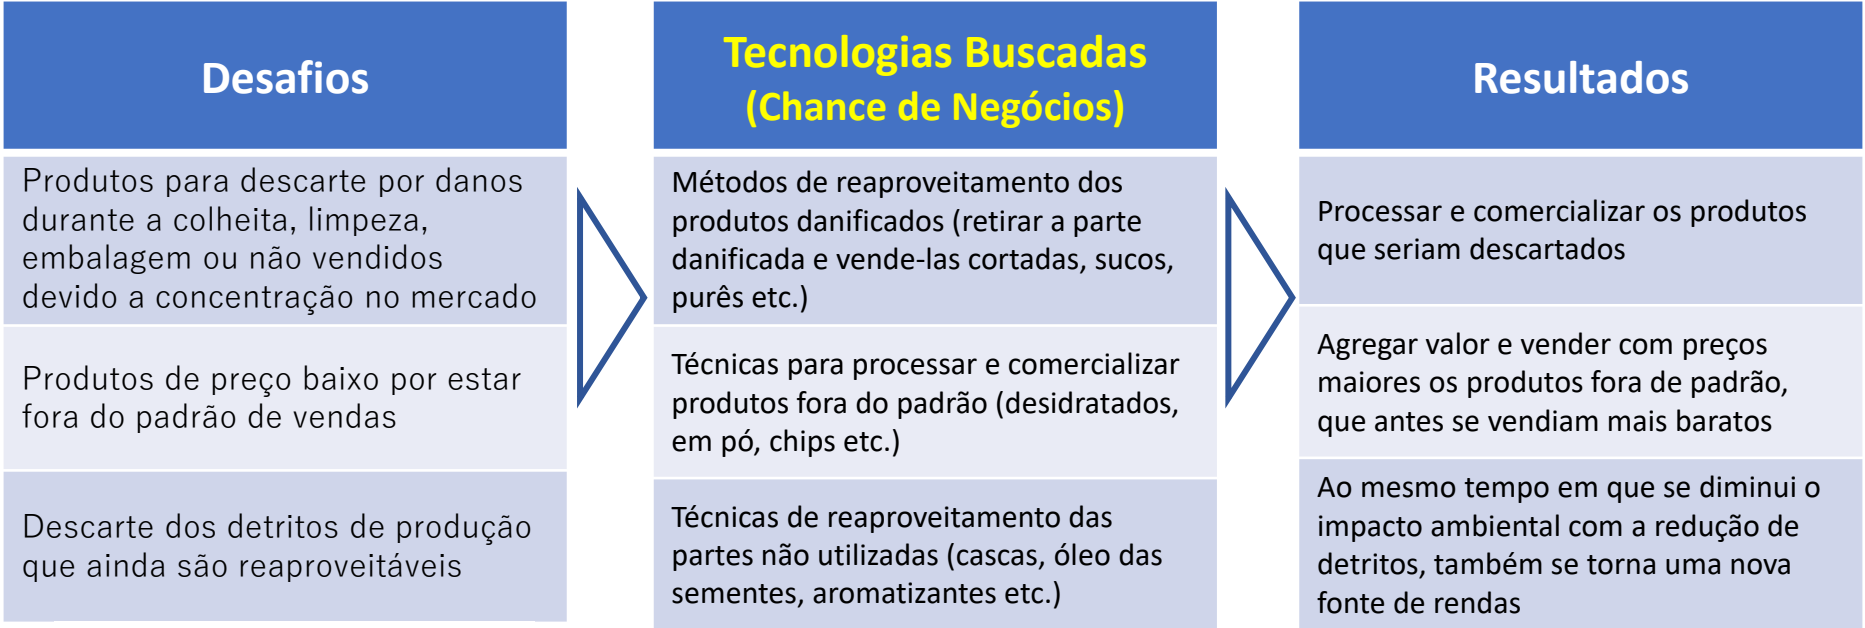 Desafios
Produtos para descarte por danos
durante a colheita, limpeza,
embalagem ou não vendidos
devido a concentração no mercado
Produtos de preço baixo por estar
fora do padrão de vendas
Descarte dos detritos de produção
que ainda são reaproveitáveis
Tecnologias Buscadas
(Chance de Negócios)
Métodos de reaproveitamento dos
produtos danificados (retirar a parte
danificada e vende-las cortadas, sucos,
purês etc.)
Técnicas para processar e comercializar
produtos fora do padrão (desidratados,
em pó, chips etc.)
Técnicas de reaproveitamento das
partes não utilizadas (cascas, óleo das
sementes, aromatizantes etc.)
Resultados
Processar e comercializar os produtos
que seriam descartados
Agregar valor e vender com preços
maiores os produtos fora de padrão,
que antes se vendiam mais baratos
Ao mesmo tempo em que se diminui o
impacto ambiental com a redução de
detritos, também se torna uma nova
fonte de rendas